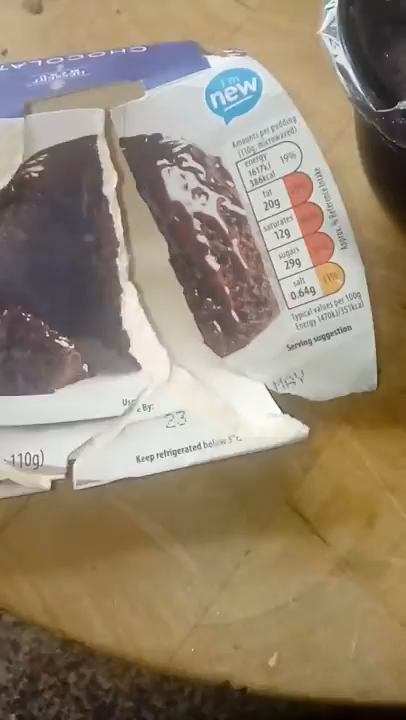 CHOCOLAT
I'm
new
Amounts per pudding
(110g: microwaved)
energy
1617kJ
386kcal
19%
fat
20g
saturates
12g
sugars
29g
salt
0.64g
11%
Approx. % Reference Intake
Typical values per 100g
Energy 1470kJ/351kcal
Serving suggestion
Use By:
23
MAY
110g)
Keep refrigerated below 5°c